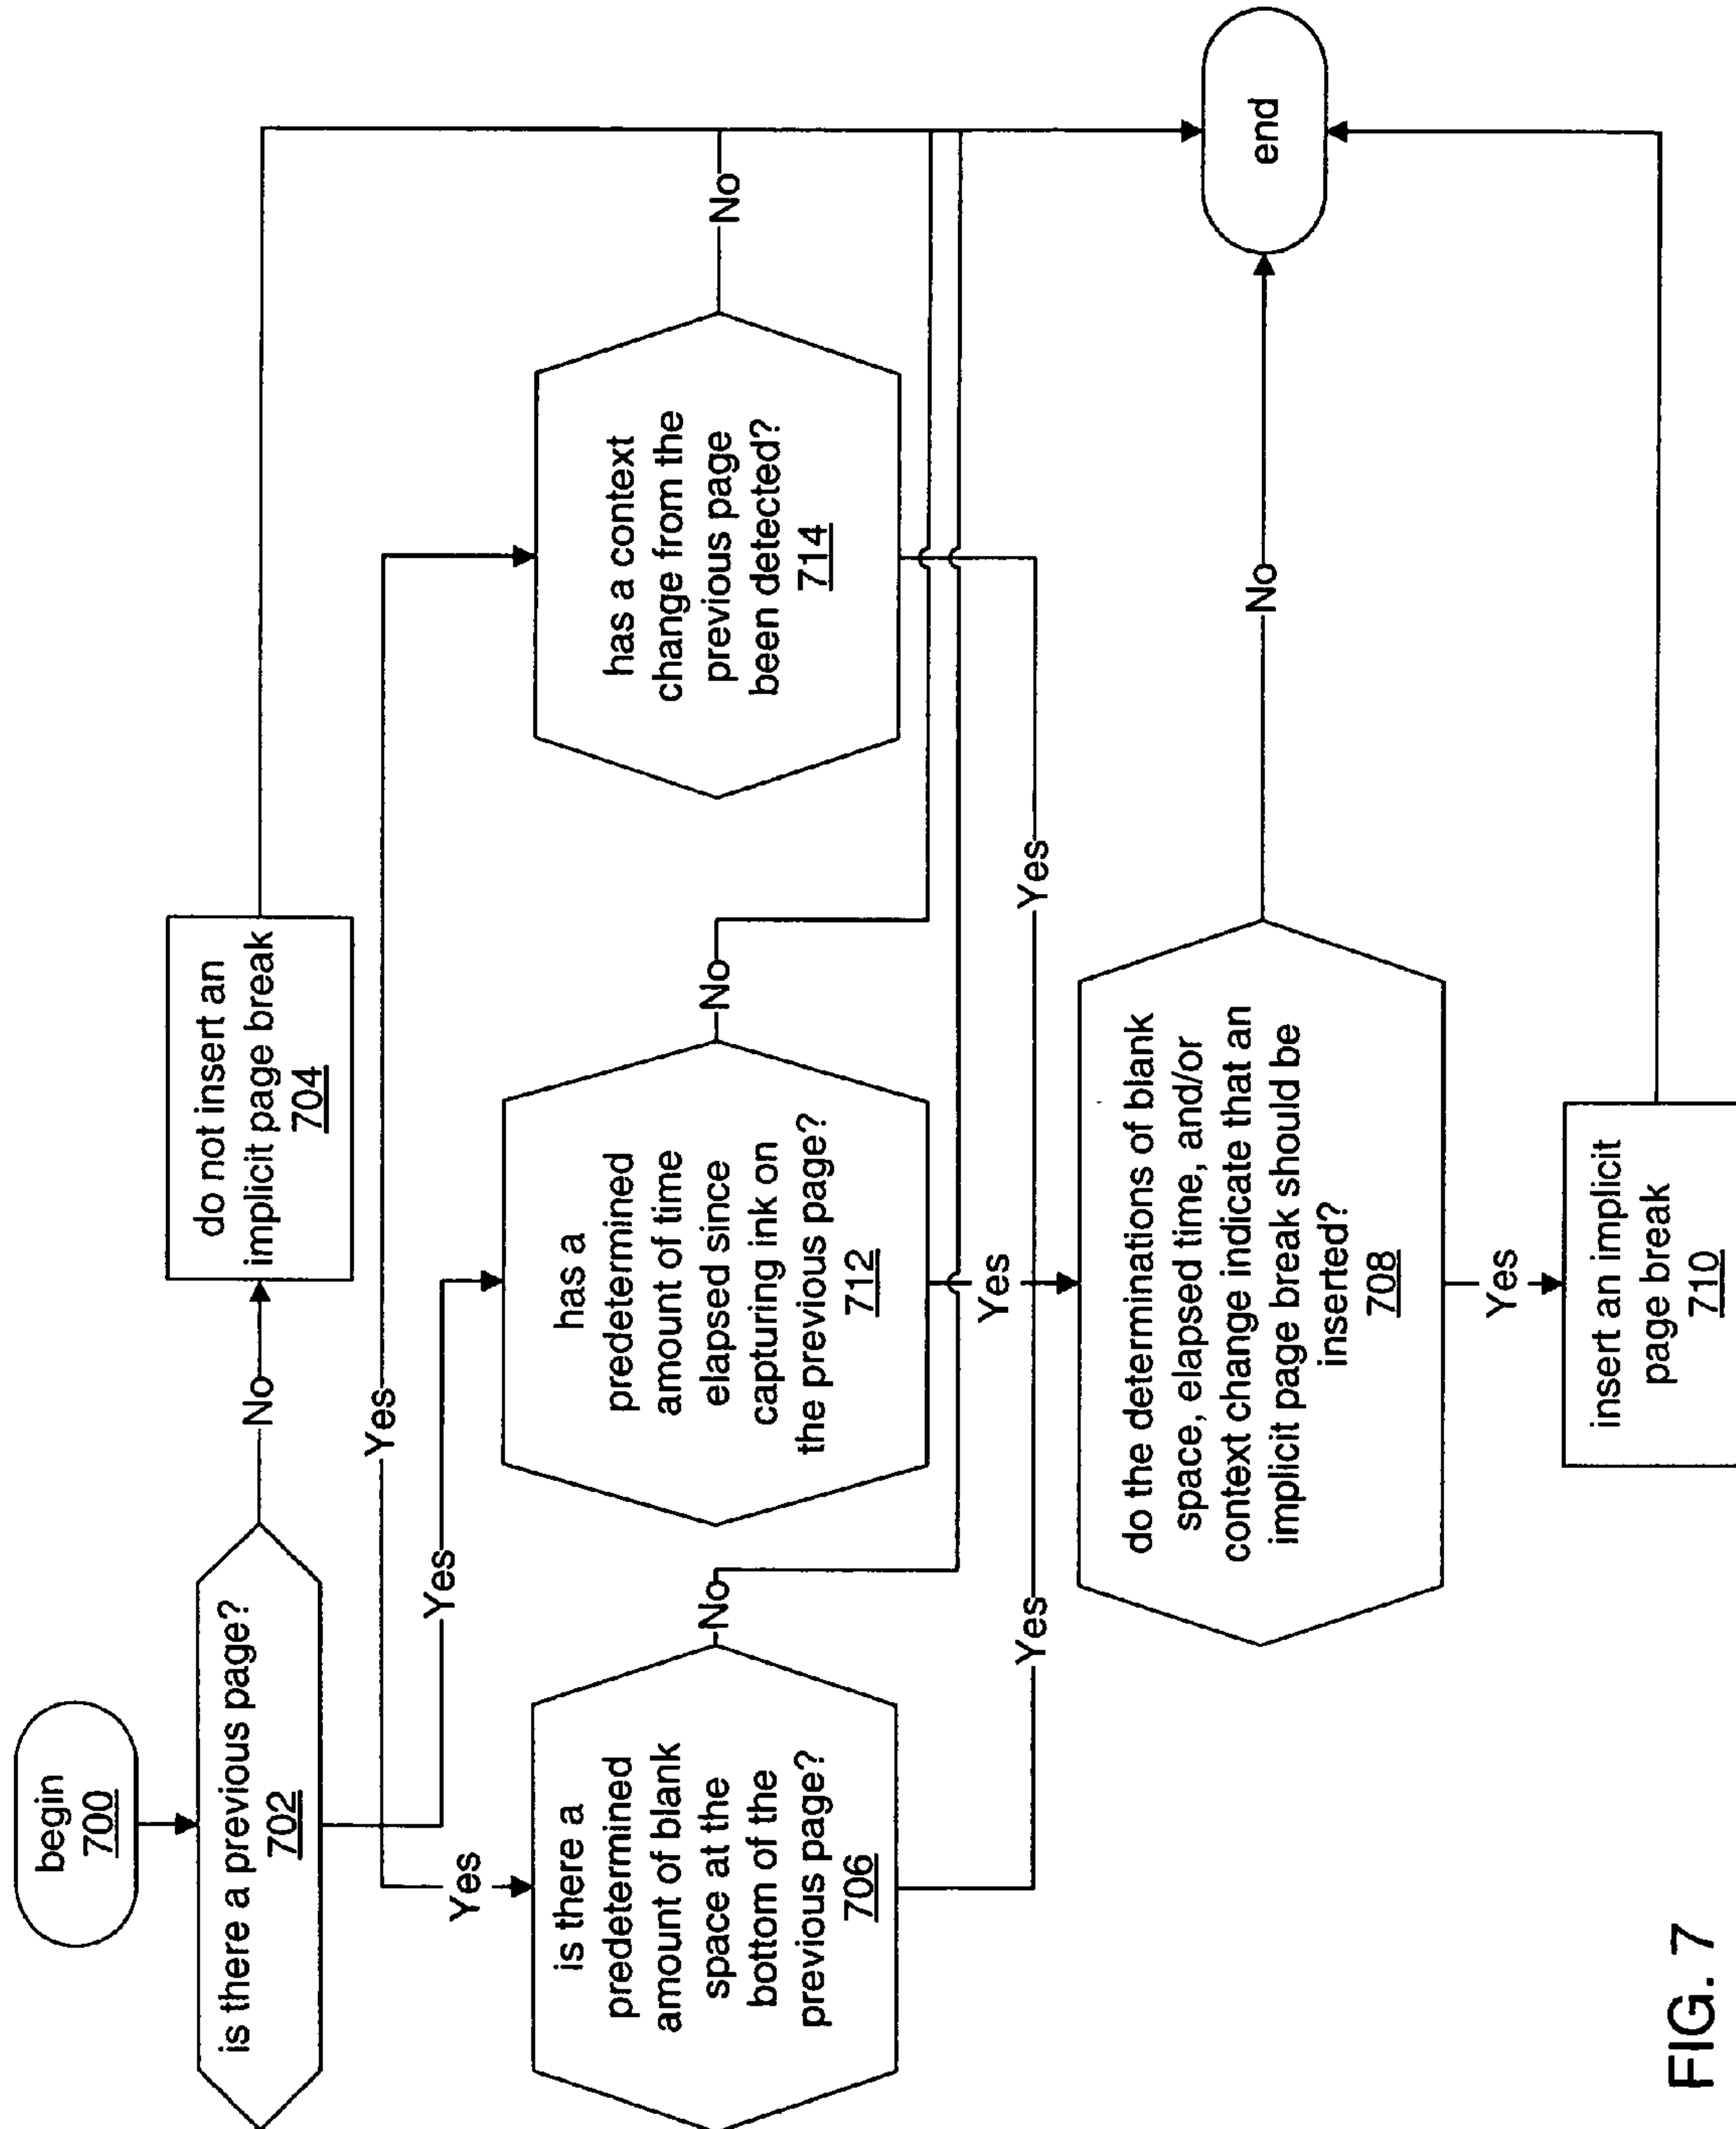 begin
700
is there a previous page?
702
No
do not insert an
implicit page break
704
Yes
Yes
Yes
is there a
predetermined
amount of blank
space at the
bottom of the
previous page?
706
No
has a
predetermined
amount of time
elapsed since
capturing ink on
the previous page?
712
No
has a context
change from the
previous page
been detected?
714
No
Yes
Yes
Yes
do the determinations of blank
space, elapsed time, and/or
context change indicate that an
implicit page break should be
inserted?
708
No
end
Yes
insert an implicit
page break
710
FIG. 7